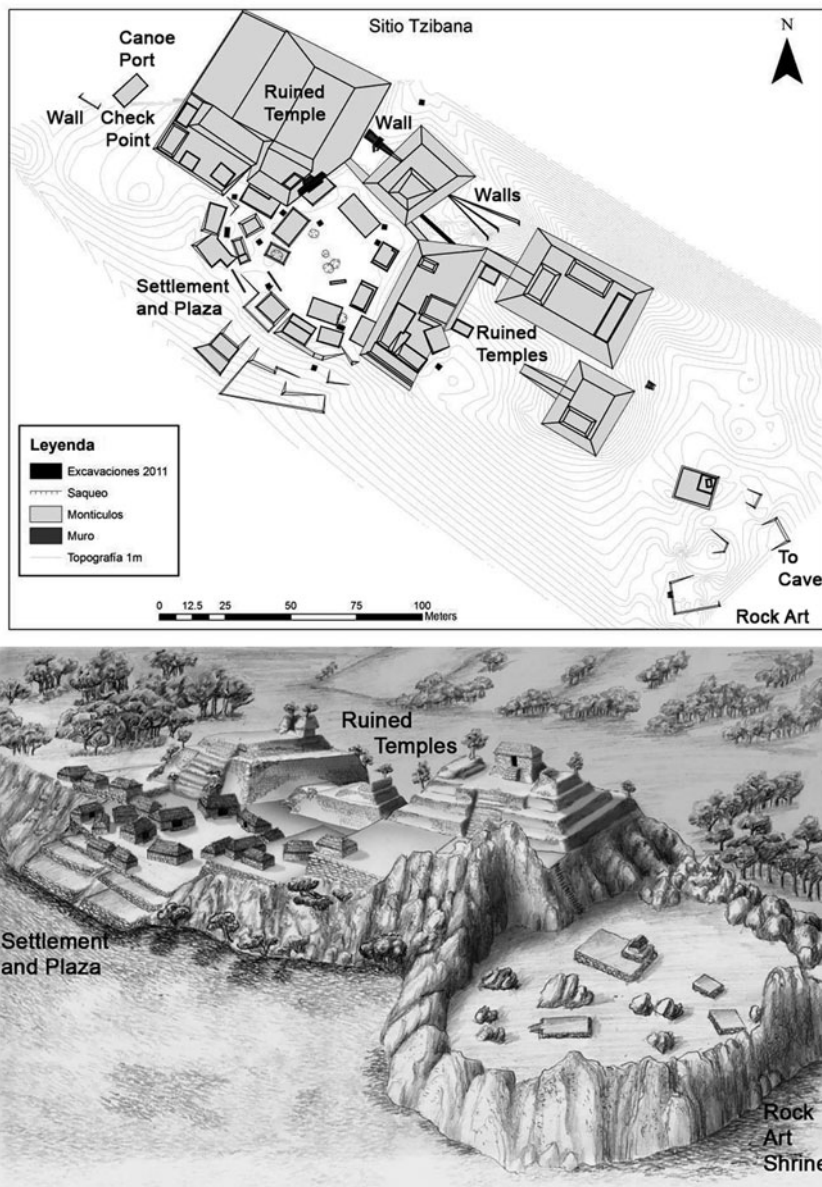 Sitio Tzibana
N
Canoe
Port
Wall
Check
Point
Ruined
Temple
Wall
Walls
Settlement
and Plaza
Ruined
Temples
Leyenda
Excavaciones 2011
Saqueo
Monticulos
Muro
Topografía 1m
0 12.5 25 50 75 100
Meters
To
Cave
Rock Art
Ruined
Temples
Settlement
and Plaza
Rock
Art
Shrine